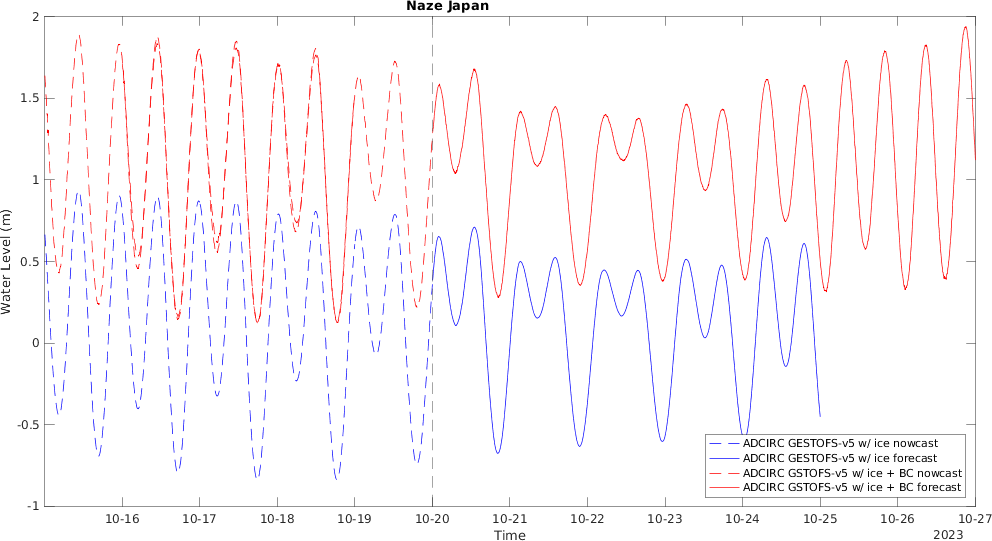 Naze Japan
2
1.5
1
0.5
0
-0.5
-1
Water Level (m)
10-16 10-17 10-18 10-19 10-20 10-21 10-22 10-23 10-24 10-25 10-26 10-27
Time
2023
ADCIRC GESTOFS-v5 w/ ice nowcast
ADCIRC GESTOFS-v5 w/ ice forecast
ADCIRC GSTOFS-v5 w/ ice + BC nowcast
ADCIRC GSTOFS-v5 w/ ice + BC forecast